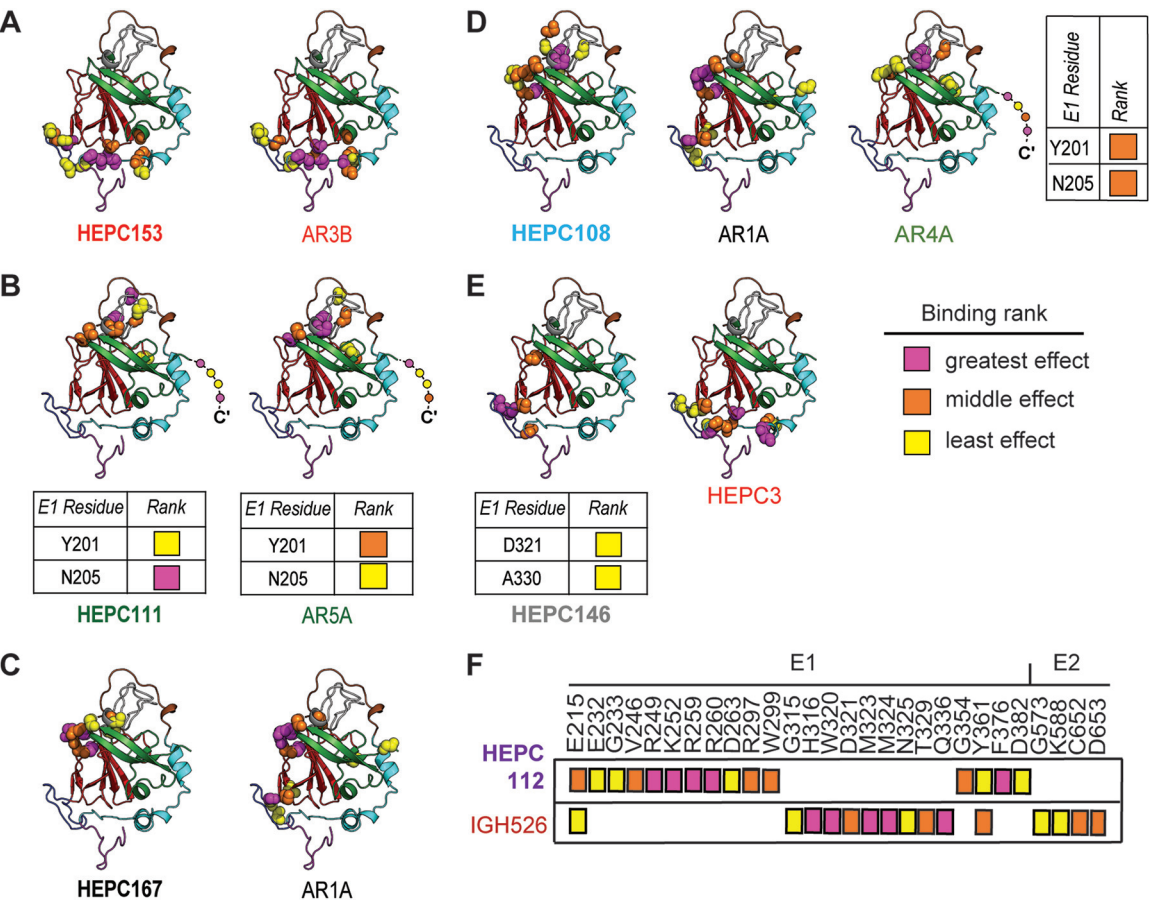 A
HEPC153
AR3B
D
HEPC108
AR1A
AR4A
C'
E1 Residue
Rank
Y201
N205
B
C'
C'
E1 Residue
Rank
Y201
N205
HEPC111
E1 Residue
Rank
Y201
N205
AR5A
E
E1 Residue
Rank
D321
A330
HEPC146
HEPC3
Binding rank
greatest effect
middle effect
least effect
C
HEPC167
AR1A
F
E1
E2
E215
E232
G233
V246
R249
K252
R259
R260
D263
R297
W299
G315
H316
W320
D321
M323
M324
N325
T329
Q336
G354
Y361
F376
D382
G573
K588
C652
D653
HEPC
112
IGH526